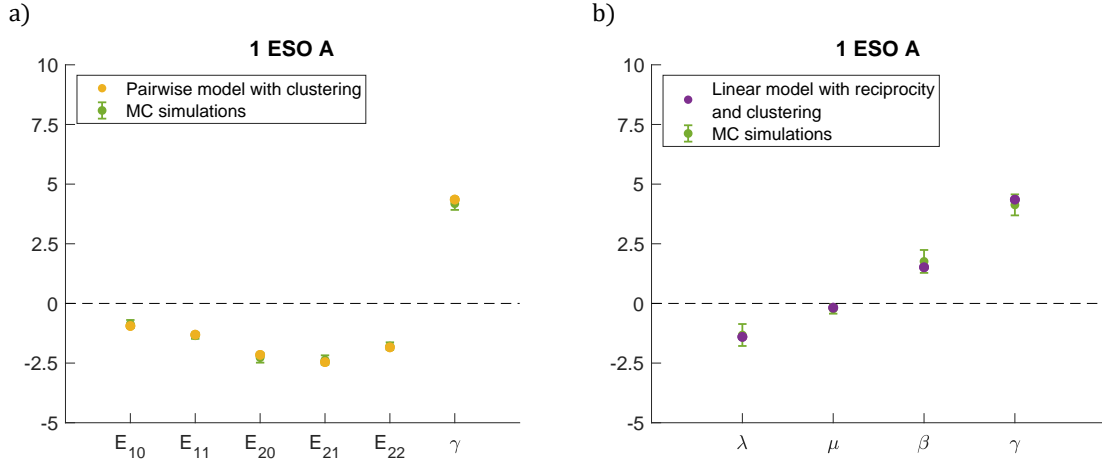 a)
1 ESO A
10
7.5
5
2.5
0
-2.5
-5
Pairwise model with clustering
MC simulations
E10
E11
E20
E21
E22
γ
b)
1 ESO A
10
7.5
5
2.5
0
-2.5
-5
Linear model with reciprocity
and clustering
MC simulations
λ
μ
β
γ